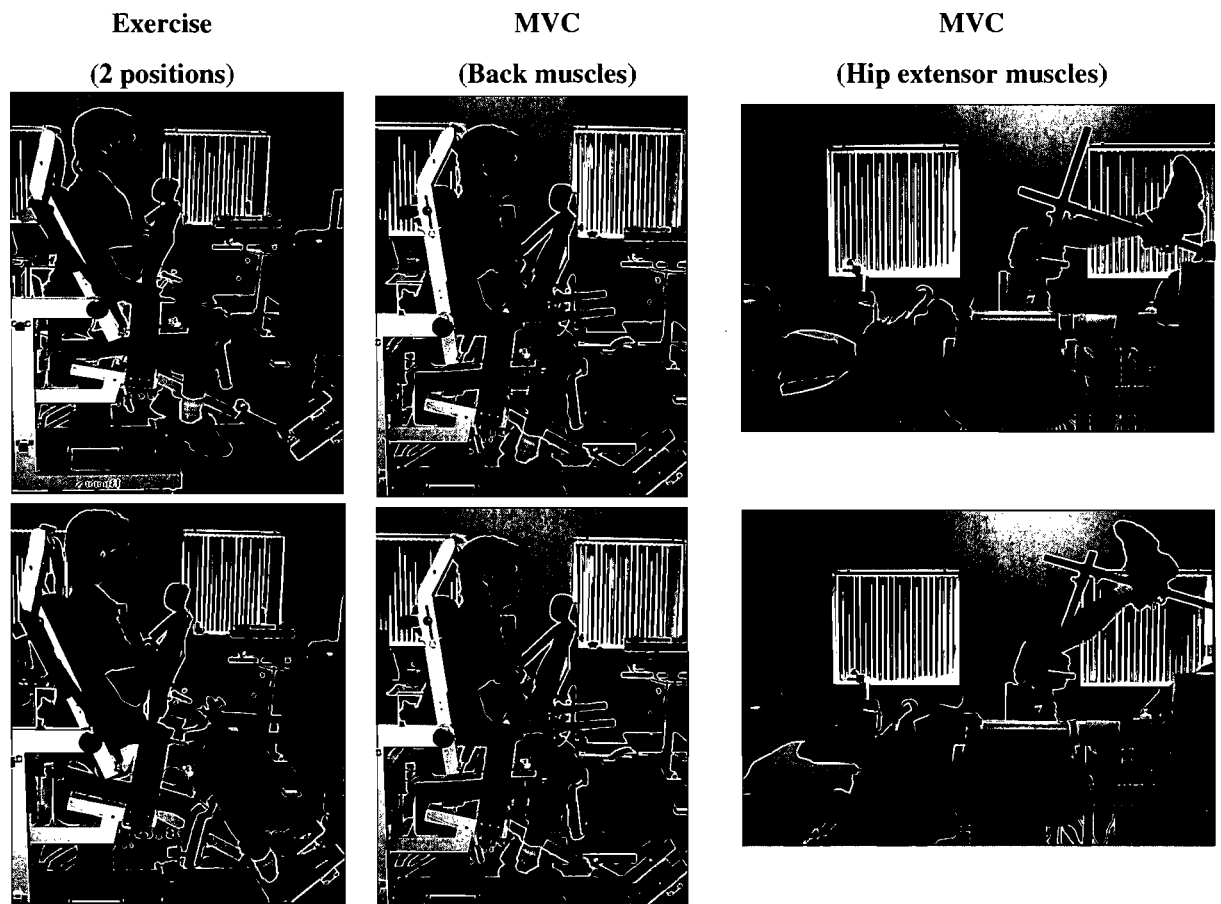 Exercise
(2 positions)
MVC
(Back muscles)
MVC
(Hip extensor muscles)